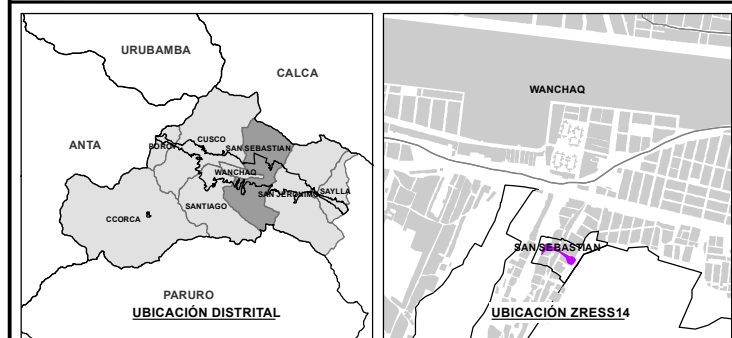 URUBAMBA
CALCA
ANTA
CUSCO
POROY
SAN SEBASTIAN
WANCHAQ
SAN JERONIMO
SAYLLA
SANTIAGO
CCORCA
PARURO
UBICACIÓN DISTRITAL
WANCHAQ
SAN SEBASTIAN
UBICACIÓN ZRESS14